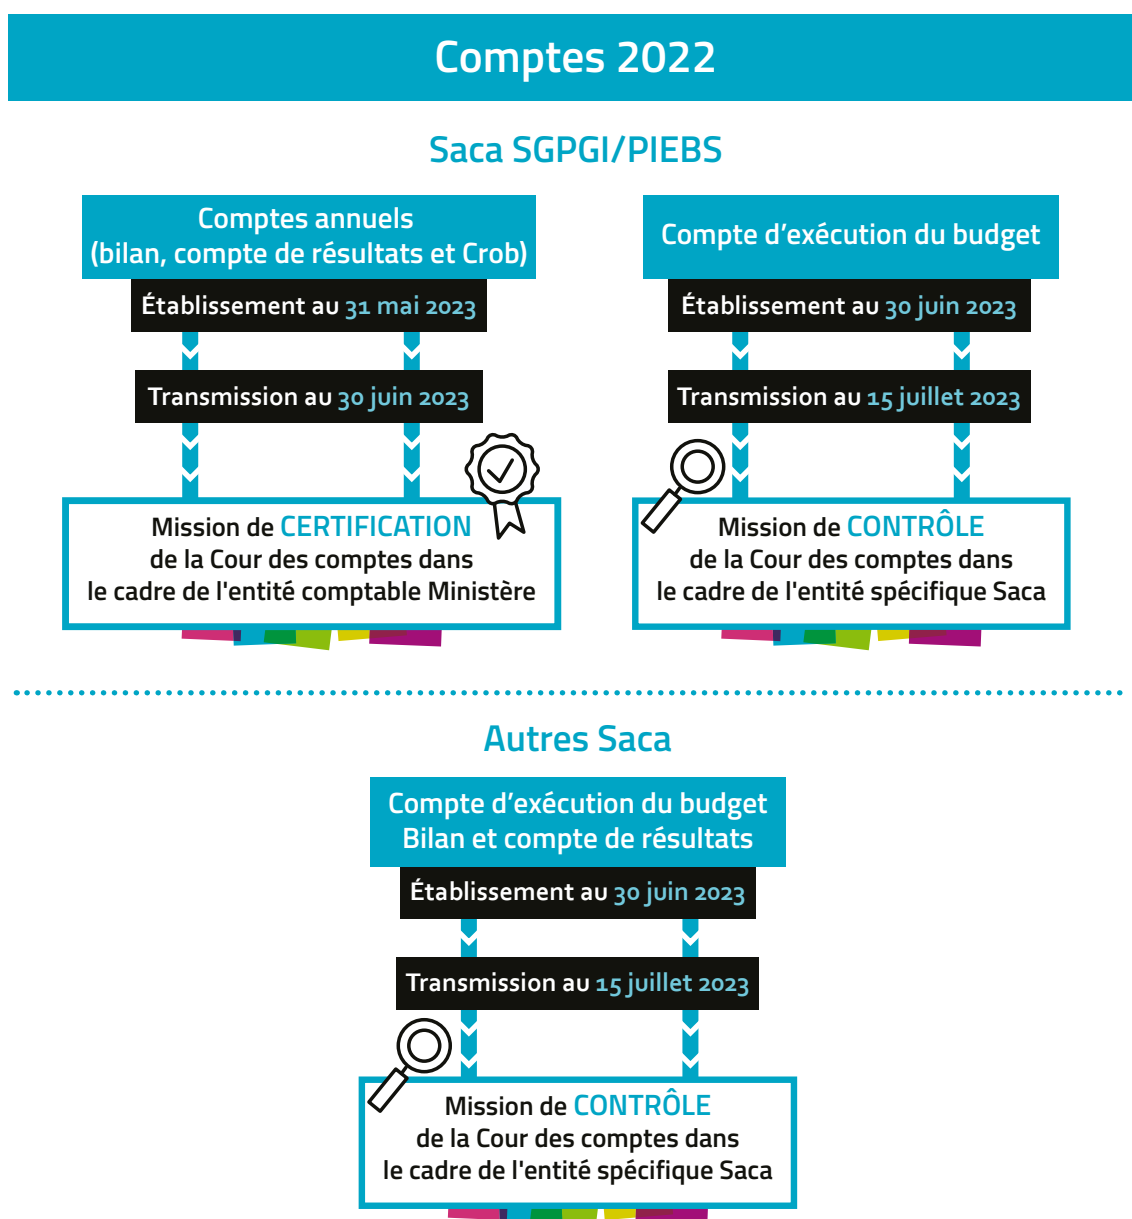 Comptes 2022
Saca SGPGI/PIEBS
Comptes annuels
(bilan, compte de résultats et Crob)
Établissement au 31 mai 2023
Transmission au 30 juin 2023
Mission de CERTIFICATION
de la Cour des comptes dans
le cadre de l'entité comptable Ministère
Compte d’exécution du budget
Établissement au 30 juin 2023
Transmission au 15 juillet 2023
Mission de CONTRÔLE
de la Cour des comptes dans
le cadre de l'entité spécifique Saca
Autres Saca
Compte d’exécution du budget
Bilan et compte de résultats
Établissement au 30 juin 2023
Transmission au 15 juillet 2023
Mission de CONTRÔLE
de la Cour des comptes dans
le cadre de l'entité spécifique Saca